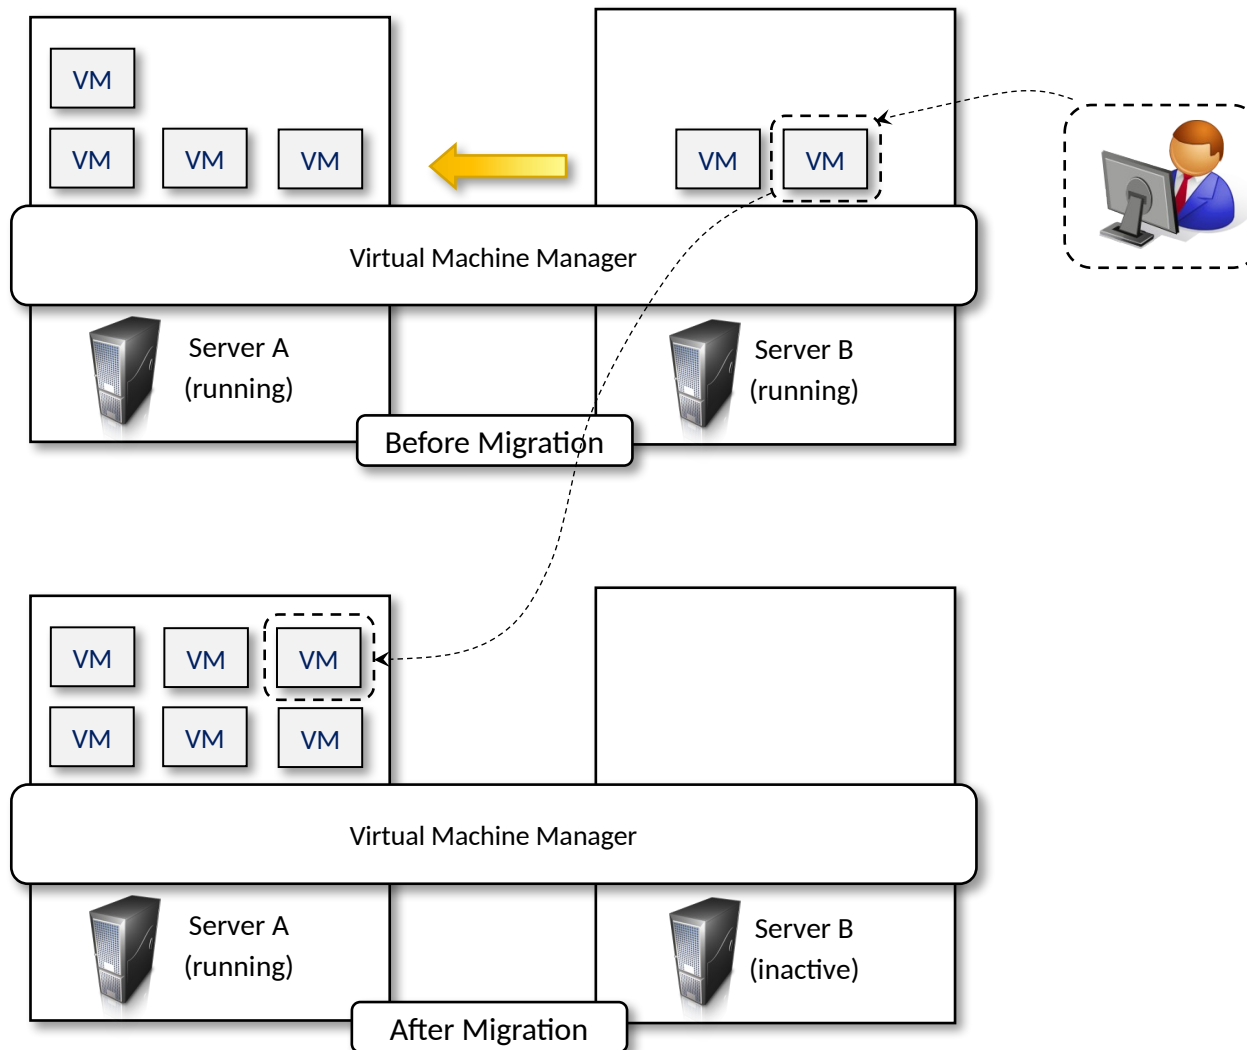 VM
VM VM VM
VM VM
Virtual Machine Manager
Server A
(running)
Server B
(running)
Before Migration
VM VM VM
VM VM VM
Virtual Machine Manager
Server A
(running)
Server B
(inactive)
After Migration